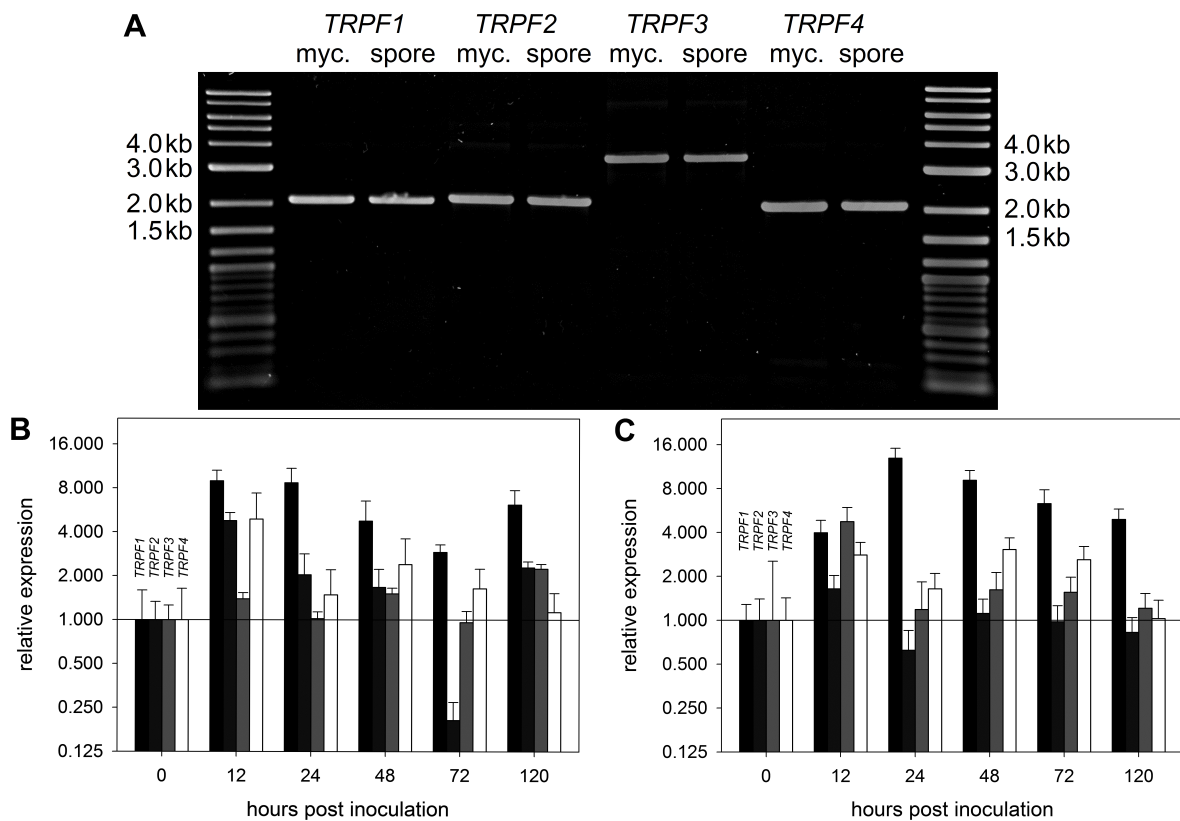 A
TRPF1 TRPF2 TRPF3 TRPF4
myc. spore myc. spore myc. spore myc. spore
4.0 kb 4.0 kb
3.0 kb 3.0 kb
2.0 kb 2.0 kb
1.5 kb 1.5 kb
B
relative expression
16.000
8.000
4.000
2.000
1.000
0.500
0.250
0.125
TRPF1
TRPF2
TRPF3
TRPF4
0 12 24 48 72 120
hours post inoculation
C
relative expression
16.000
8.000
4.000
2.000
1.000
0.500
0.250
0.125
TRPF1
TRPF2
TRPF3
TRPF4
0 12 24 48 72 120
hours post inoculation